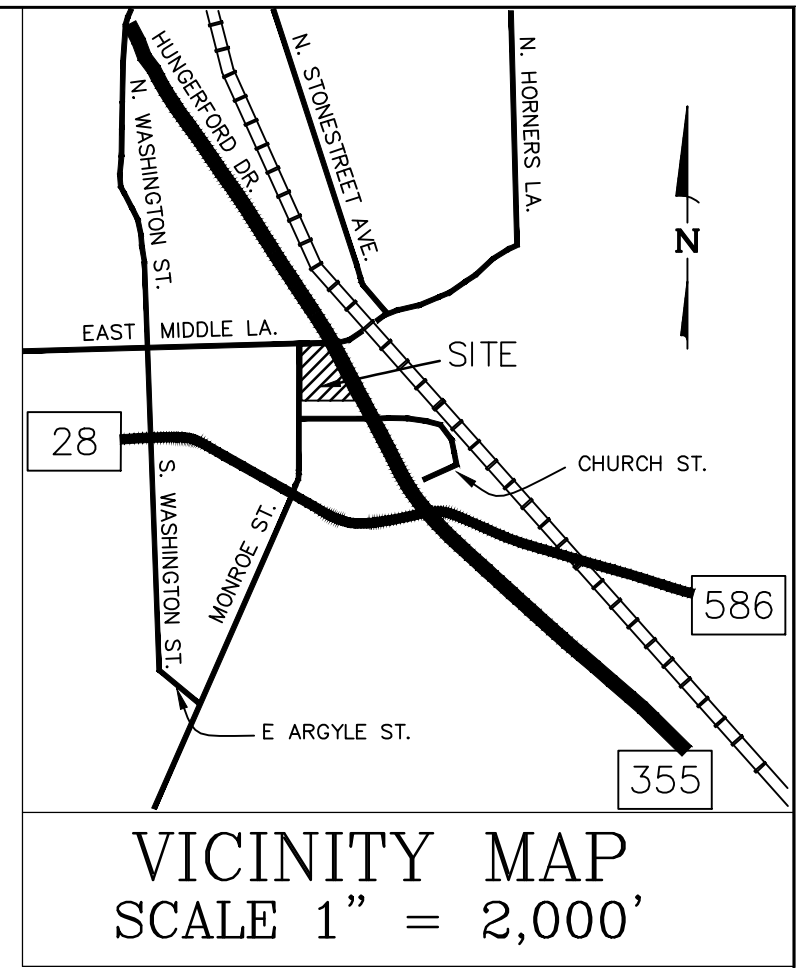 HUNGERFORD DR.
N. STONESTREET AVE.
N. HORNERS LA.
N. WASHINGTON ST.
N
EAST MIDDLE LA.
SITE
28
CHURCH ST.
S. WASHINGTON ST.
MONROE ST.
586
E ARGYLE ST.
355
VICINITY MAP
SCALE 1" = 2,000'